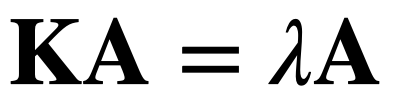 𝐊𝐀 = 𝜆𝐀